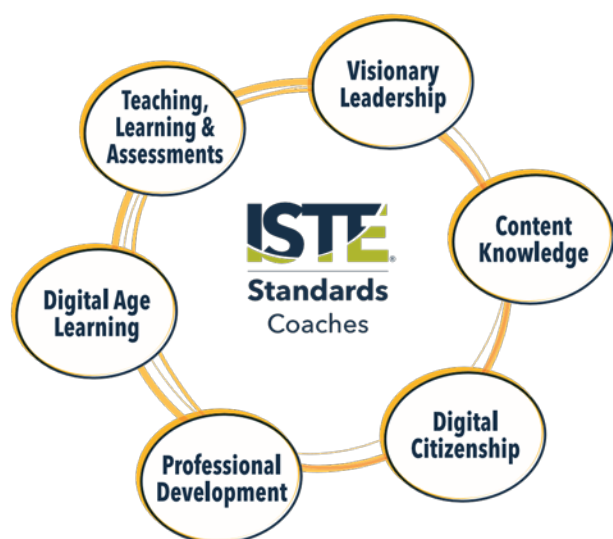 Visionary
Leadership
Teaching,
Learning &
Assessments
Content
Knowledge
ISTE®
Standards
Coaches
Digital Age
Learning
Digital
Citizenship
Professional
Development